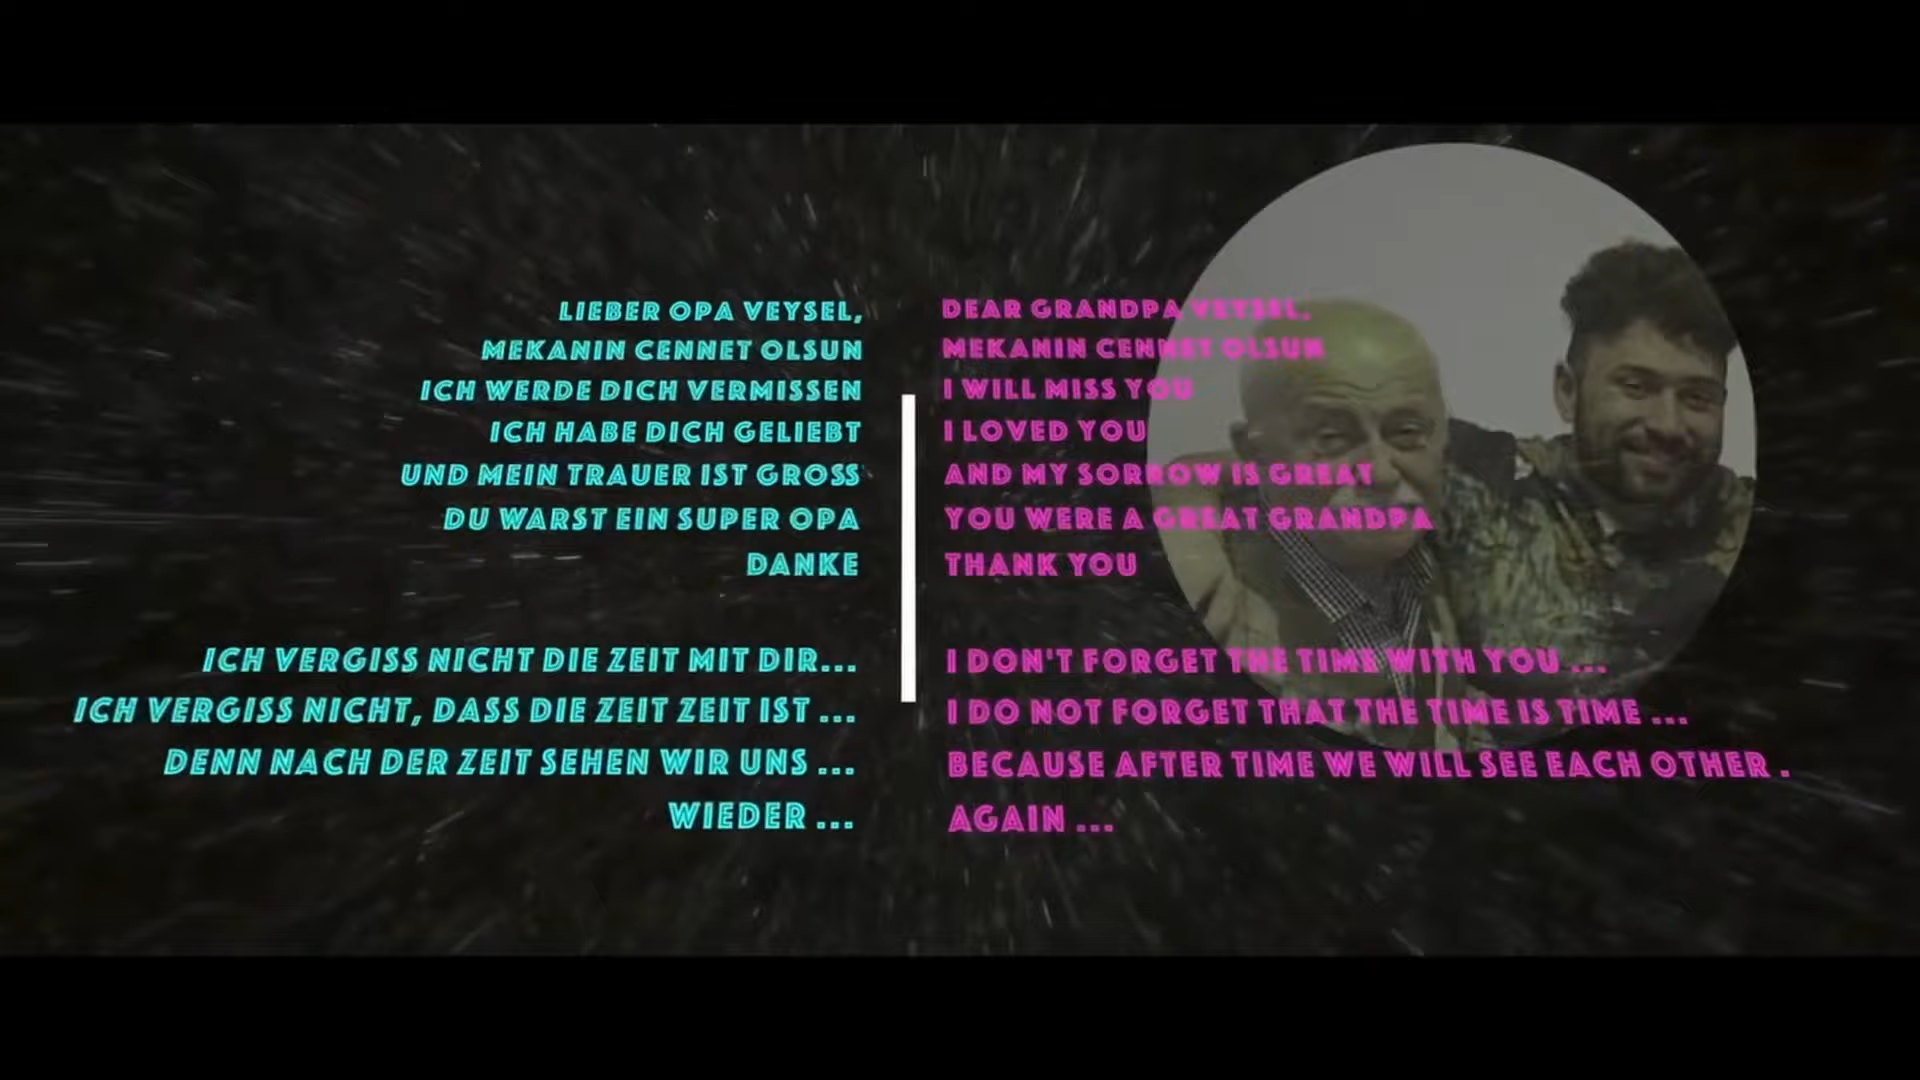 LIEBER OPA VEYSEL,
MEKANIN CENNET OLSUN
ICH WERDE DICH VERMISSEN
ICH HABE DICH GELIEBT
UND MEIN TRAUER IST GROSS
DU WARST EIN SUPER OPA
DANKE
ICH VERGISS NICHT DIE ZEIT MIT DIR...
ICH VERGISS NICHT, DASS DIE ZEIT ZEIT IST ...
DENN NACH DER ZEIT SEHEN WIR UNS ...
WIEDER ...
DEAR GRANDPA VEYSEL,
MEKANIN CENNET OLSUN
I WILL MISS YOU
I LOVED YOU
AND MY SORROW IS GREAT
YOU WERE A GREAT GRANDPA
THANK YOU
I DON'T FORGET THE TIME WITH YOU ...
I DO NOT FORGET THAT THE TIME IS TIME ...
BECAUSE AFTER TIME WE WILL SEE EACH OTHER .
AGAIN ...